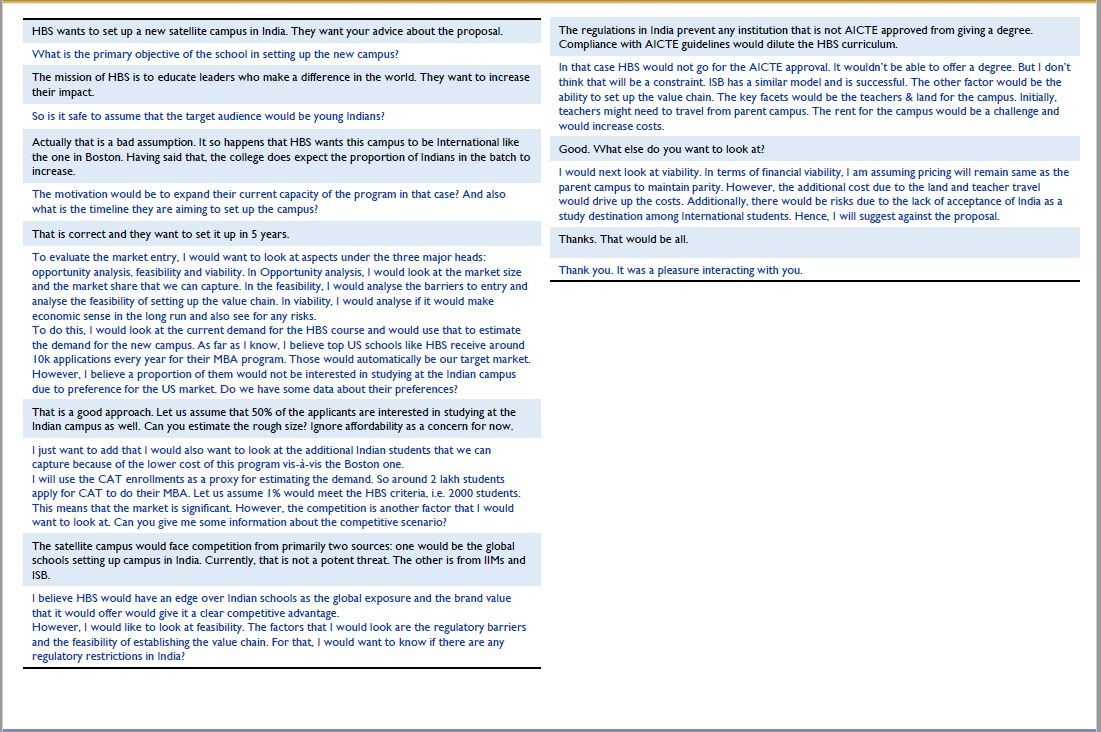 HBS wants to set up a new satellite campus in India. They want your advice about the proposal.
What is the primary objective of the school in setting up the new campus?
The mission of HBS is to educate leaders who make a difference in the world. They want to increase
their impact.
So is it safe to assume that the target audience would be young Indians?
Actually that is a bad assumption. It so happens that HBS wants this campus to be International like
the one in Boston. Having said that, the college does expect the proportion of Indians in the batch to
increase.
The motivation would be to expand their current capacity of the program in that case? And also
what is the timeline they are aiming to set up the campus?
That is correct and they want to set it up in 5 years.
To evaluate the market entry, I would want to look at aspects under the three major heads:
opportunity analysis, feasibility and viability. In Opportunity analysis, I would look at the market size
and the market share that we can capture. In the feasibility, I would analyse the barriers to entry and
analyse the feasibility of setting up the value chain. In viability, I would analyse if it would make
economic sense in the long run and also see for any risks.
To do this, I would look at the current demand for the HBS course and would use that to estimate
the demand for the new campus. As far as I know, I believe top US schools like HBS receive around
10k applications every year for their MBA program. Those would automatically be our target market.
However, I believe a proportion of them would not be interested in studying at the Indian campus
due to preference for the US market. Do we have some data about their preferences?
That is a good approach. Let us assume that 50% of the applicants are interested in studying at the
Indian campus as well. Can you estimate the rough size? Ignore affordability as a concern for now.
I just want to add that I would also want to look at the additional Indian students that we can
capture because of the lower cost of this program vis-à-vis the Boston one.
I will use the CAT enrollments as a proxy for estimating the demand. So around 2 lakh students
apply for CAT to do their MBA. Let us assume 1% would meet the HBS criteria, i.e. 2000 students.
This means that the market is significant. However, the competition is another factor that I would
want to look at. Can you give me some information about the competitive scenario?
The satellite campus would face competition from primarily two sources: one would be the global
schools setting up campus in India. Currently, that is not a potent threat. The other is from IIMs and
ISB.
I believe HBS would have an edge over Indian schools as the global exposure and the brand value
that it would offer would give it a clear competitive advantage.
However, I would like to look at feasibility. The factors that I would look are the regulatory barriers
and the feasibility of establishing the value chain. For that, I would want to know if there are any
regulatory restrictions in India?
The regulations in India prevent any institution that is not AICTE approved from giving a degree.
Compliance with AICTE guidelines would dilute the HBS curriculum.
In that case HBS would not go for the AICTE approval. It wouldn't be able to offer a degree. But I don't
think that will be a constraint. ISB has a similar model and is successful. The other factor would be the
ability to set up the value chain. The key facets would be the teachers & land for the campus. Initially,
teachers might need to travel from parent campus. The rent for the campus would be a challenge and
would increase costs.
Good. What else do you want to look at?
I would next look at viability. In terms of financial viability, I am assuming pricing will remain same as the
parent campus to maintain parity. However, the additional cost due to the land and teacher travel
would drive up the costs. Additionally, there would be risks due to the lack of acceptance of India as a
study destination among International students. Hence, I will suggest against the proposal.
Thanks. That would be all.
Thank you. It was a pleasure interacting with you.